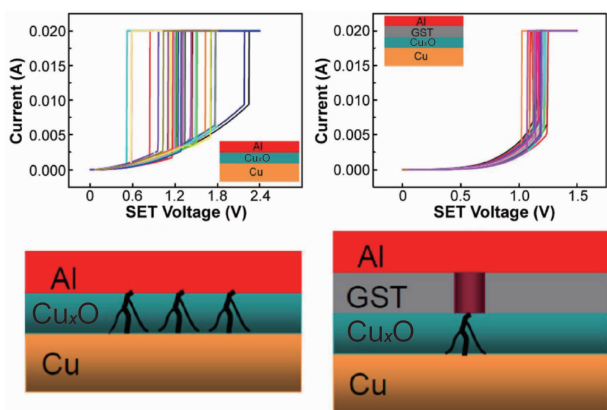 Current (A)
0.020
0.015
0.010
0.005
0.000
0
0.6
1.2
1.8
2.4
SET Voltage (V)
Al
CuxO
Cu
Current (A)
0.020
0.015
0.010
0.005
0.000
0.0
0.5
1.0
1.5
SET Voltage (V)
Al
GST
CuxO
Cu
Al
CuxO
Cu
Al
GST
CuxO
Cu